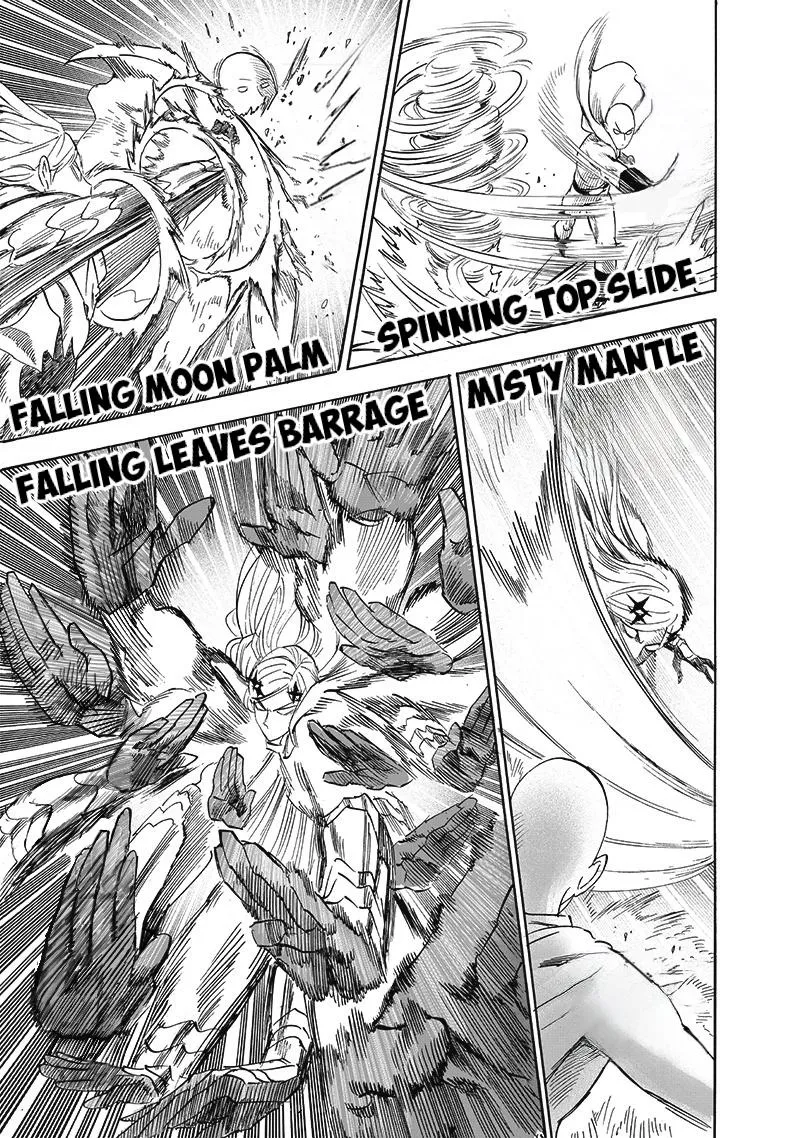 SPINNING TOP SLIDE
FALLING MOON PALM
MISTY MANTLE
FALLING LEAVES BARRAGE